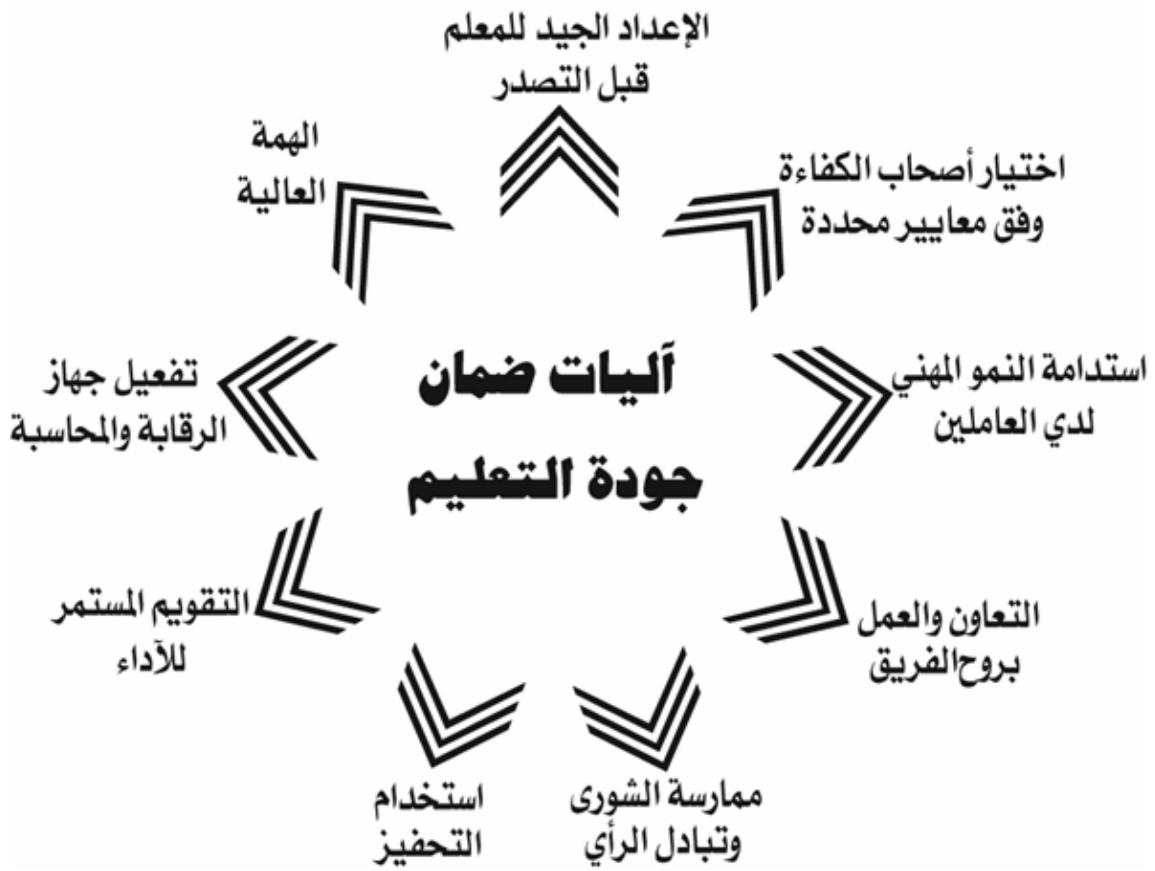 الإعداد الجيد للمعلم
قبل التصدر
اختيار أصحاب الكفاءة
وفق معايير محددة
استدامة النمو المهني
لدي العاملين
التعاون والعمل
بروح الفريق
ممارسة الشورى
وتبادل الرأي
استخدام
التحفيز
التقويم المستمر
للآداء
تفعيل جهاز
الرقابة والمحاسبة
الهمة
العالية
آليات ضمان
جودة التعليم